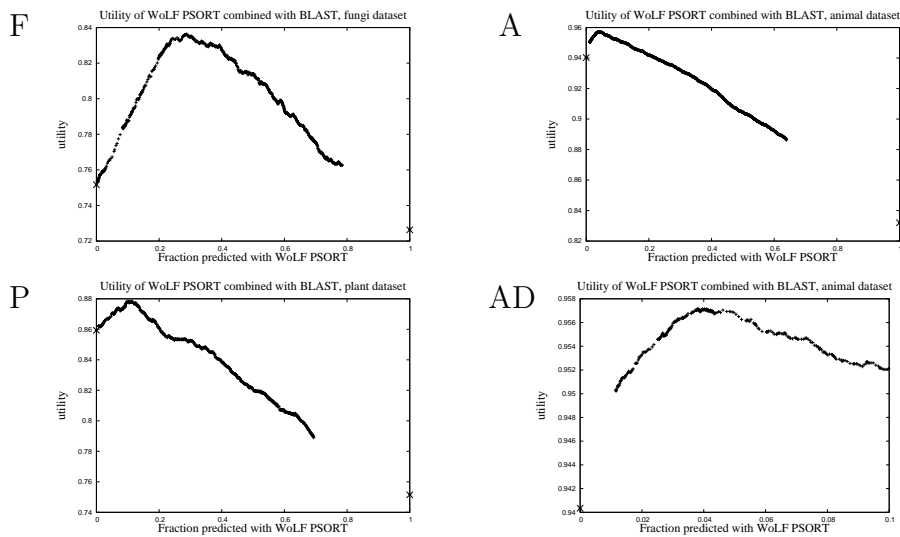 F
Utility of WoLF PSORT combined with BLAST, fungi dataset
0.84
0.82
0.8
0.78
0.76
0.74
0.72
utility
0 0.2 0.4 0.6 0.8 1
Fraction predicted with WoLF PSORT
A
Utility of WoLF PSORT combined with BLAST, animal dataset
0.96
0.94
0.92
0.9
0.88
0.86
0.84
0.82
utility
0 0.2 0.4 0.6 0.8 1
Fraction predicted with WoLF PSORT
P
Utility of WoLF PSORT combined with BLAST, plant dataset
0.88
0.86
0.84
0.82
0.8
0.78
0.76
0.74
utility
0 0.2 0.4 0.6 0.8 1
Fraction predicted with WoLF PSORT
AD
Utility of WoLF PSORT combined with BLAST, animal dataset
0.958
0.956
0.954
0.952
0.95
0.948
0.946
0.944
0.942
0.94
utility
0 0.02 0.04 0.06 0.08 0.1
Fraction predicted with WoLF PSORT